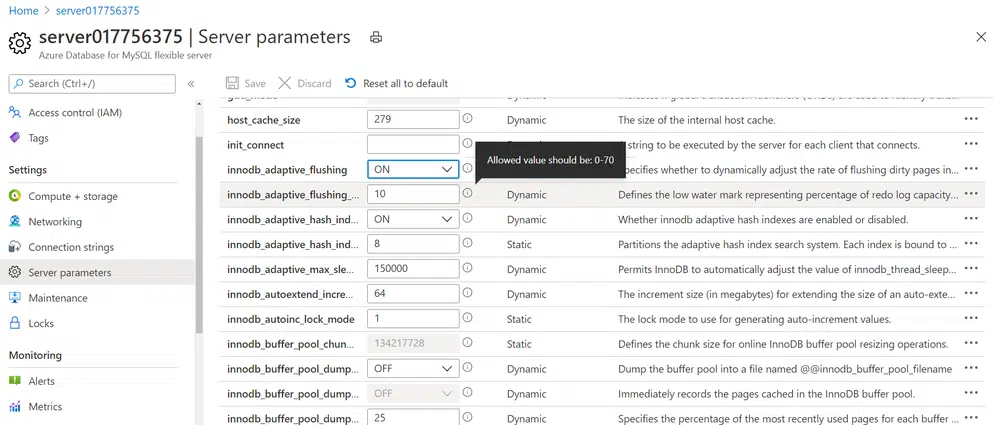 Home > server017756375
server017756375 | Server parameters
Azure Database for MySQL flexible server
Search (Ctrl+/)
«
Save Discard Reset all to default
Access control (IAM)
Tags
Settings
Compute + storage
Networking
Connection strings
Server parameters
Maintenance
Locks
Monitoring
Alerts
Metrics
Dynamic
host_cache_size 279 Dynamic The size of the internal host cache. •••
init_connect string to be executed by the server for each client that connects. •••
Allowed value should be: 0-70
innodb_adaptive_flushing ON pecifies whether to dynamically adjust the rate of flushing dirty pages in... •••
innodb_adaptive_flushing_... 10 Dynamic Defines the low water mark representing percentage of redo log capacity... •••
innodb_adaptive_hash_ind... ON Dynamic Whether innodb adaptive hash indexes are enabled or disabled. •••
innodb_adaptive_hash_ind... 8 Static Partitions the adaptive hash index search system. Each index is bound to ... •••
innodb_adaptive_max_sle... 150000 Dynamic Permits InnoDB to automatically adjust the value of innodb_thread_sleep... •••
innodb_autoextend_incre... 64 Dynamic The increment size (in megabytes) for extending the size of an auto-exte... •••
innodb_autoinc_lock_mode 1 Static The lock mode to use for generating auto-increment values. •••
innodb_buffer_pool_chun... 134217728 Static Defines the chunk size for online InnoDB buffer pool resizing operations. •••
innodb_buffer_pool_dump... OFF Dynamic Dump the buffer pool into a file named @@innodb_buffer_pool_filename •••
innodb_buffer_pool_dump... OFF Dynamic Immediately records the pages cached in the InnoDB buffer pool. •••
innodb_buffer_pool_dump... 25 Dynamic Specifies the percentage of the most recently used pages for each buffer ... •••